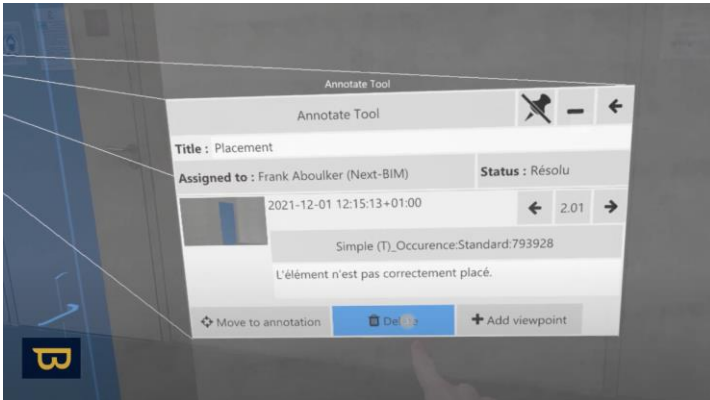 Annotate Tool
Annotate Tool
Title : Placement
Assigned to : Frank Aboulker (Next-BIM)
Status : Résolu
2021-12-01 12:15:13+01:00
2.01
Simple (T)_Occurence:Standard:793928
L'élément n'est pas correctement placé.
Move to annotation
Delete
Add viewpoint